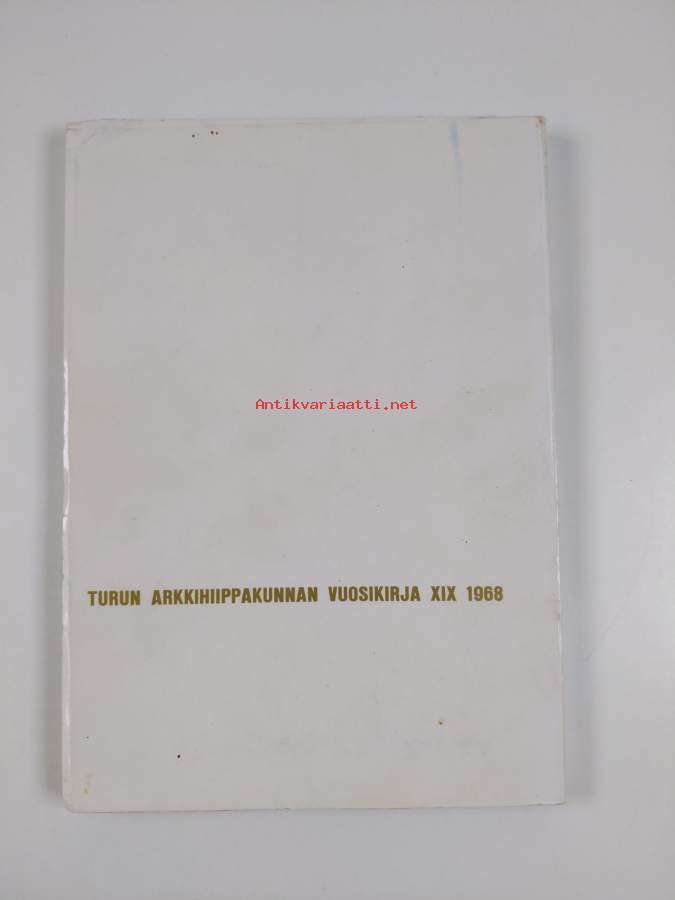 Antikvariaatti.net
TURUN ARKKIHIIPPAKUNNAN VUOSIKIRJA XIX 1968